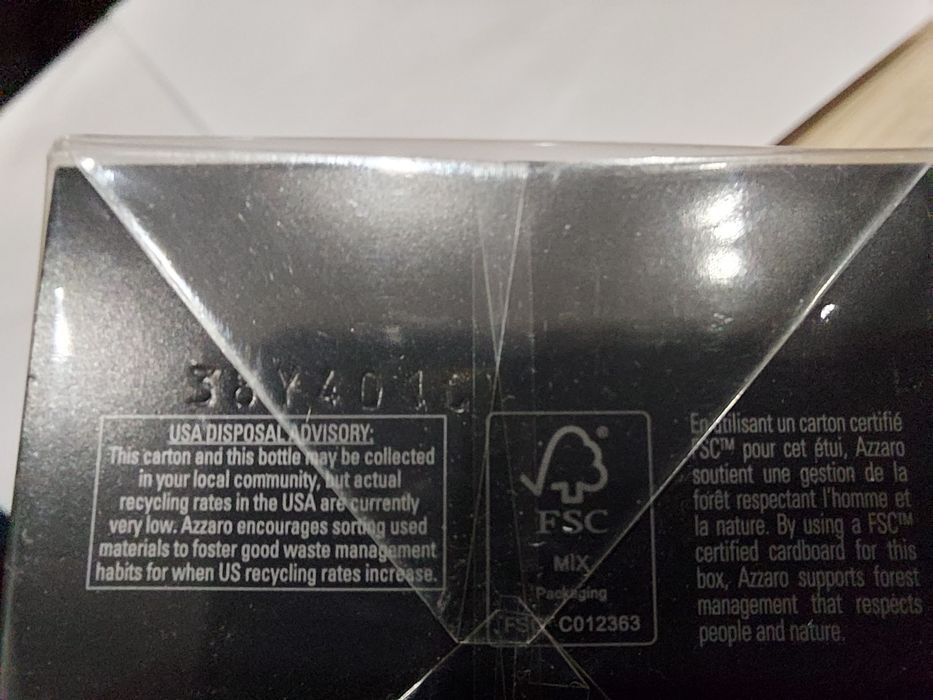 38Y401
USA DISPOSAL ADVISORY:
This carton and this bottle may be collected
in your local community, but actual
recycling rates in the USA are currently
very low. Azzaro encourages sorting used
materials to foster good waste management
habits for when US recycling rates increase.
FSC
MIX
Packaging
FSC® C012363
En utilisant un carton certifié
FSC™ pour cet étui, Azzaro
soutient une gestion de la
forêt respectant l'homme et
la nature. By using a FSC™
certified cardboard for this
box, Azzaro supports forest
management that respects
people and nature.